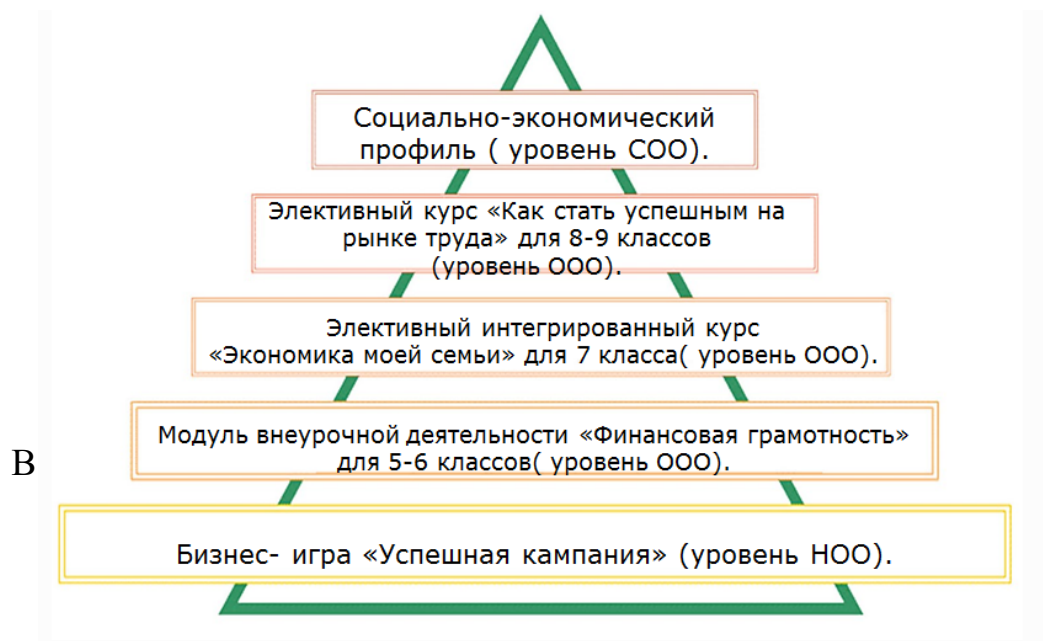 Социально-экономический
профиль ( уровень СОО).
Элективный курс «Как стать успешным на
рынке труда» для 8-9 классов
(уровень ООО).
Элективный интегрированный курс
«Экономика моей семьи» для 7 класса( уровень ООО).
Модуль внеурочной деятельности «Финансовая грамотность»
для 5-6 классов( уровень ООО).
В
Бизнес- игра «Успешная кампания» (уровень НОО).